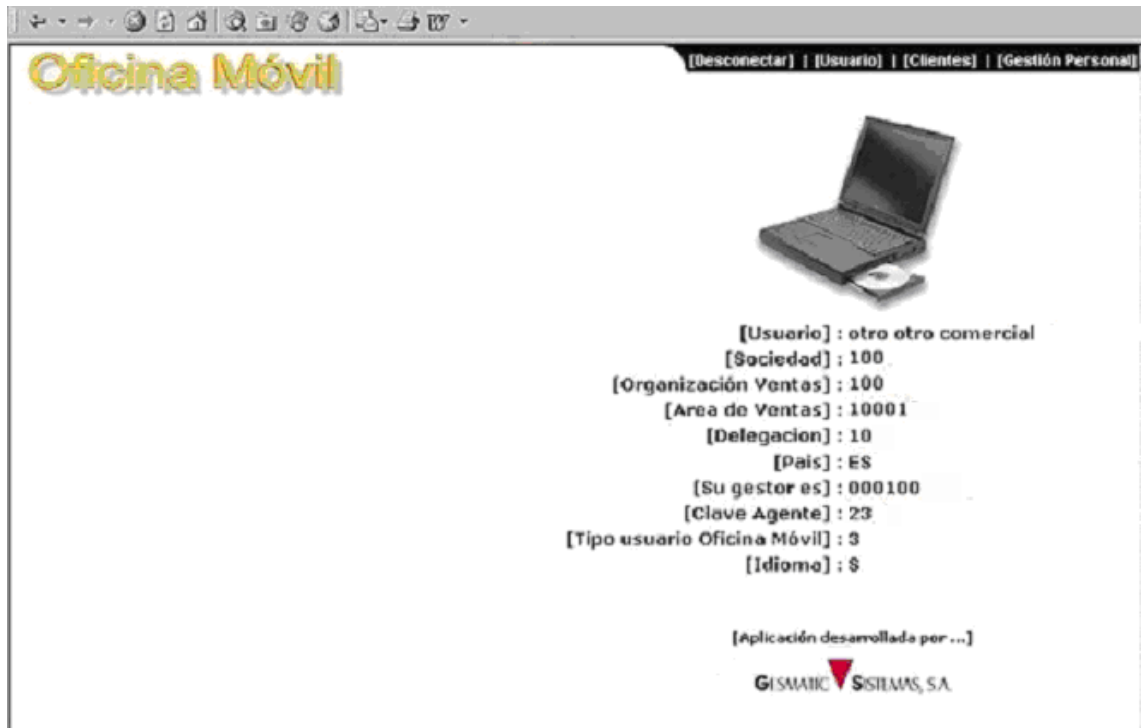 Oficina Móvil
[Desconectar] | [Usuario] | [Clientes] | [Gestión Personal]
[Usuario] : otro otro comercial
[Sociedad] : 100
[Organización Ventas] : 100
[Area de Ventas] : 10001
[Delegacion] : 10
[Pais] : ES
[Su gestor es] : 000100
[Clave Agente] : 23
[Tipo usuario Oficina Móvil] : 3
[Idioma] : S
[Aplicación desarrollada por ...]
GESMATIC SISTEMAS, S.A.